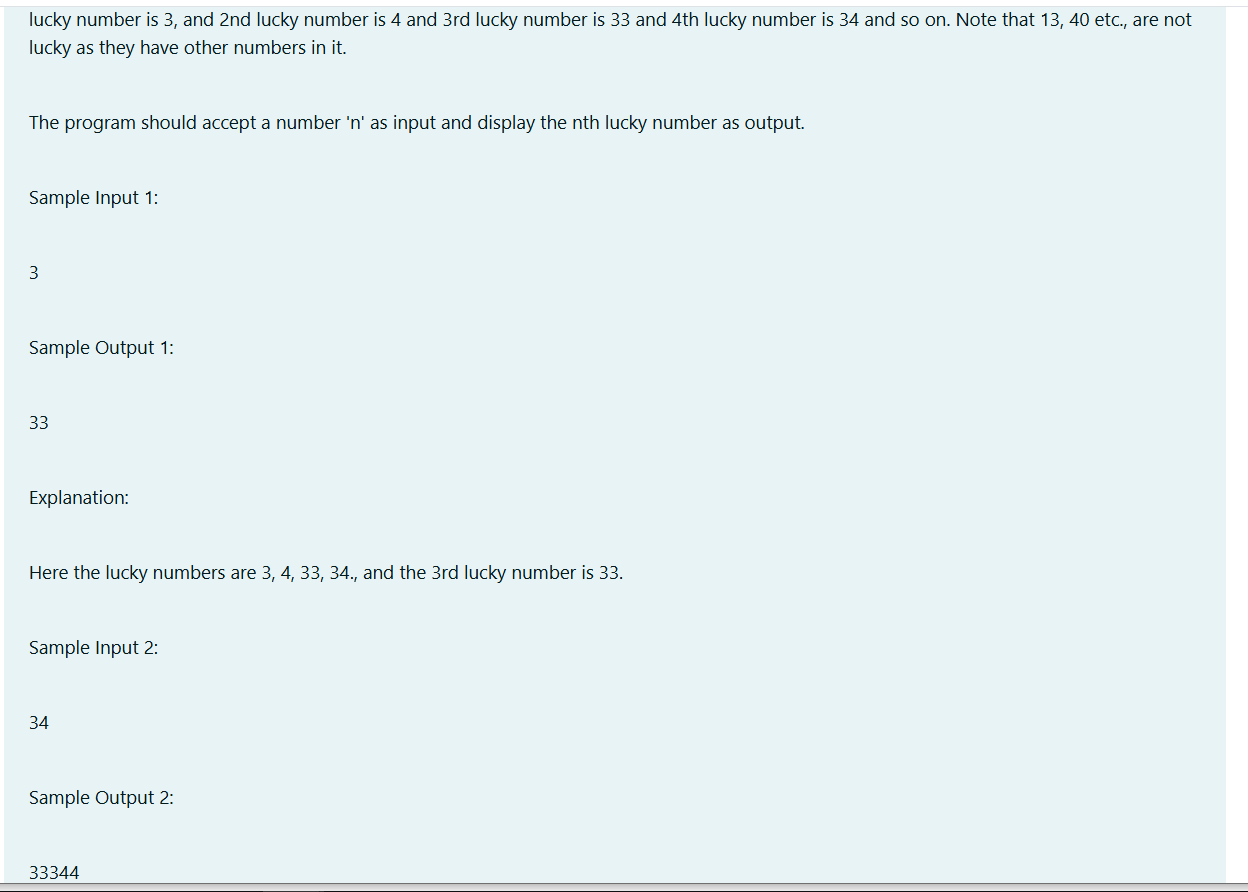 lucky number is 3, and 2nd lucky number is 4 and 3rd lucky number is 33 and 4th lucky number is 34 and so on. Note that 13, 40 etc., are not
lucky as they have other numbers in it.
The program should accept a number 'n' as input and display the nth lucky number as output.
Sample Input 1:
3
Sample Output 1:
33
Explanation:
Here the lucky numbers are 3, 4, 33, 34., and the 3rd lucky number is 33.
Sample Input 2:
34
Sample Output 2:
33344